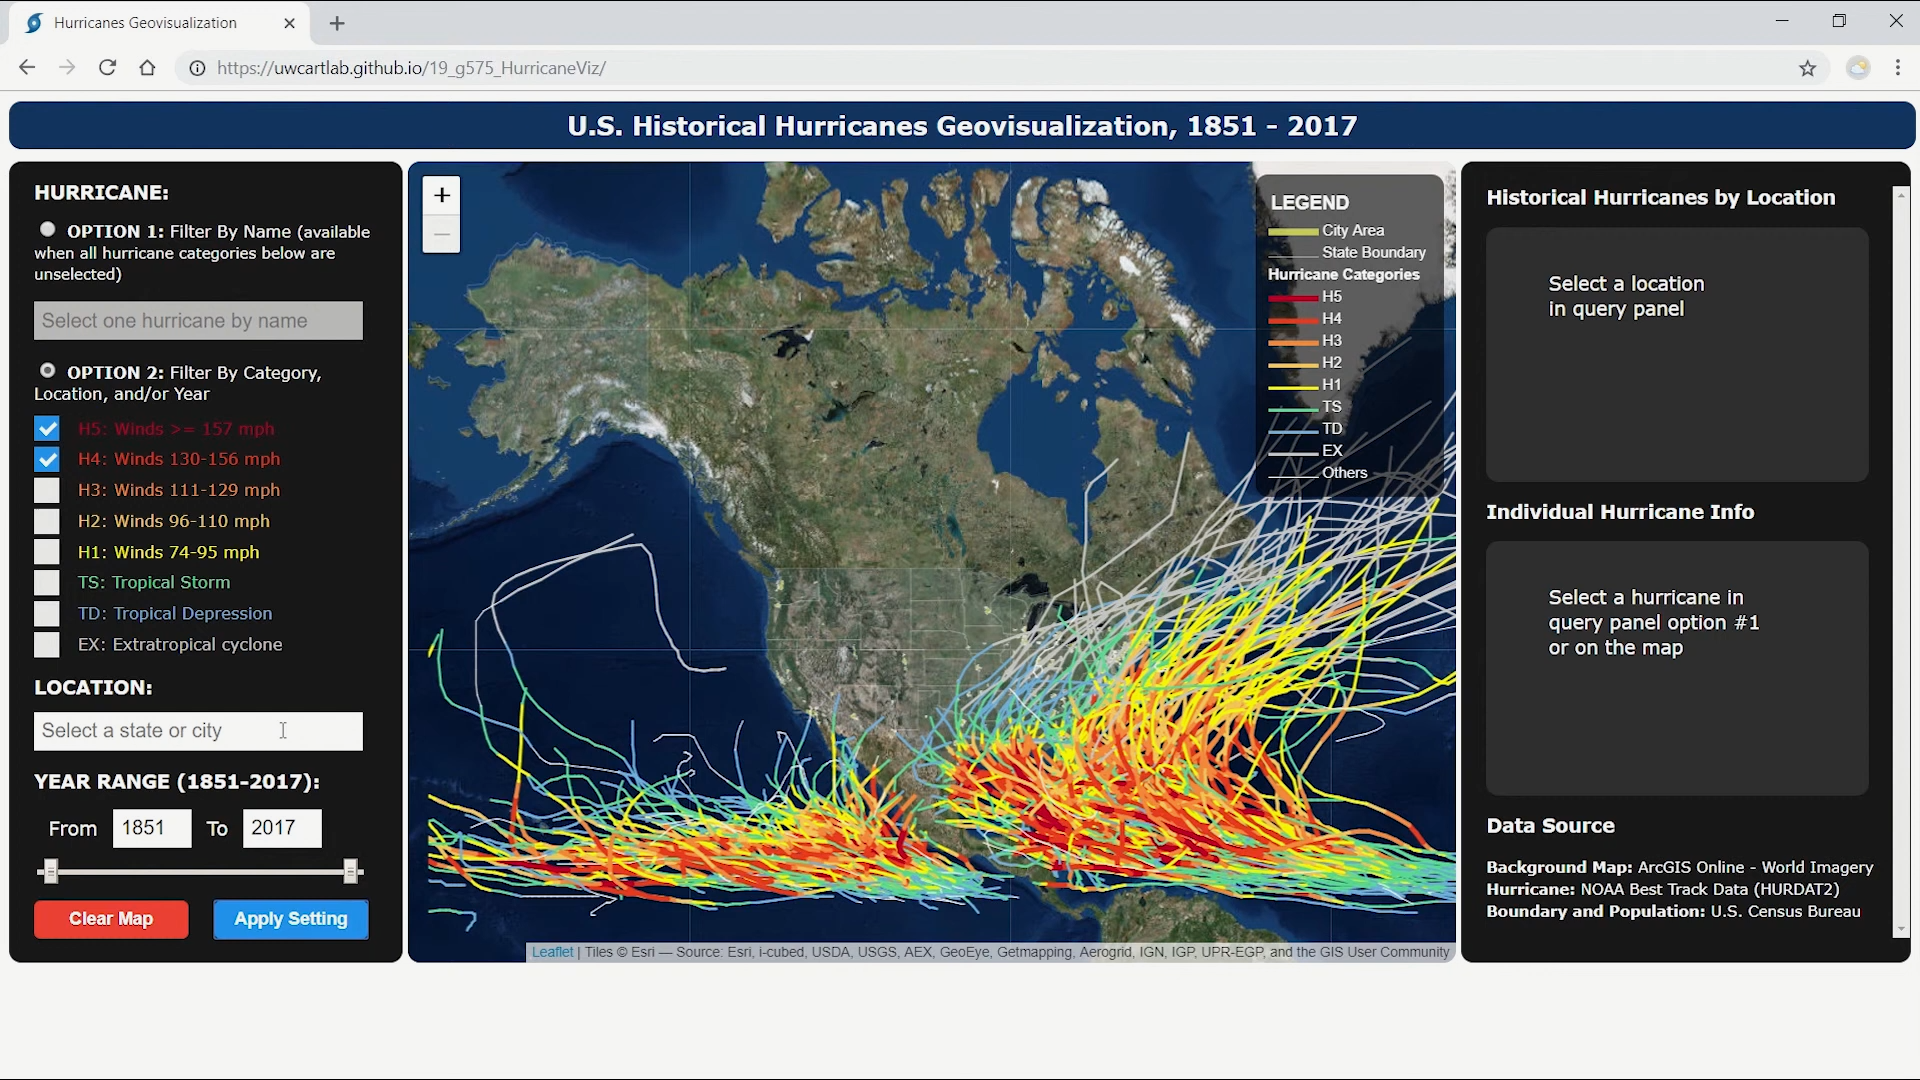 Hurricanes Geovisualization
https://uwcartlab.github.io/19_g575_HurricaneViz/
U.S. Historical Hurricanes Geovisualization, 1851 - 2017
HURRICANE:
OPTION 1: Filter By Name (available
when all hurricane categories below are
unselected)
Select one hurricane by name
OPTION 2: Filter By Category,
Location, and/or Year
H5: Winds >= 157 mph
H4: Winds 130-156 mph
H3: Winds 111-129 mph
H2: Winds 96-110 mph
H1: Winds 74-95 mph
TS: Tropical Storm
TD: Tropical Depression
EX: Extratropical cyclone
LOCATION:
Select a state or city
YEAR RANGE (1851-2017):
From 1851 To 2017
Clear Map Apply Setting
+
−
LEGEND
City Area
State Boundary
Hurricane Categories
H5
H4
H3
H2
H1
TS
TD
EX
Others
Leaflet | Tiles © Esri — Source: Esri, i-cubed, USDA, USGS, AEX, GeoEye, Getmapping, Aerogrid, IGN, IGP, UPR-EGP, and the GIS User Community
Historical Hurricanes by Location
Select a location
in query panel
Individual Hurricane Info
Select a hurricane in
query panel option #1
or on the map
Data Source
Background Map: ArcGIS Online - World Imagery
Hurricane: NOAA Best Track Data (HURDAT2)
Boundary and Population: U.S. Census Bureau